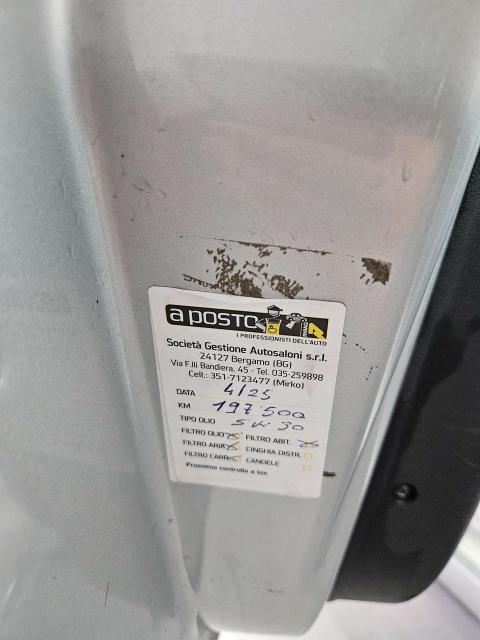 a posto
I PROFESSIONISTI DELL'AUTO
Società Gestione Autosaloni s.r.l.
24127 Bergamo (BG)
Via F.lli Bandiera, 45 - Tel. 035-259898
Cell.: 351-7123477 (Mirko)
DATA 4/25
KM 197'500
TIPO OLIO 5W30
FILTRO OLIO FILTRO ABIT.
FILTRO ARIA CINGHIA DISTR.
FILTRO CARB. CANDELE
Prossimo controllo a km